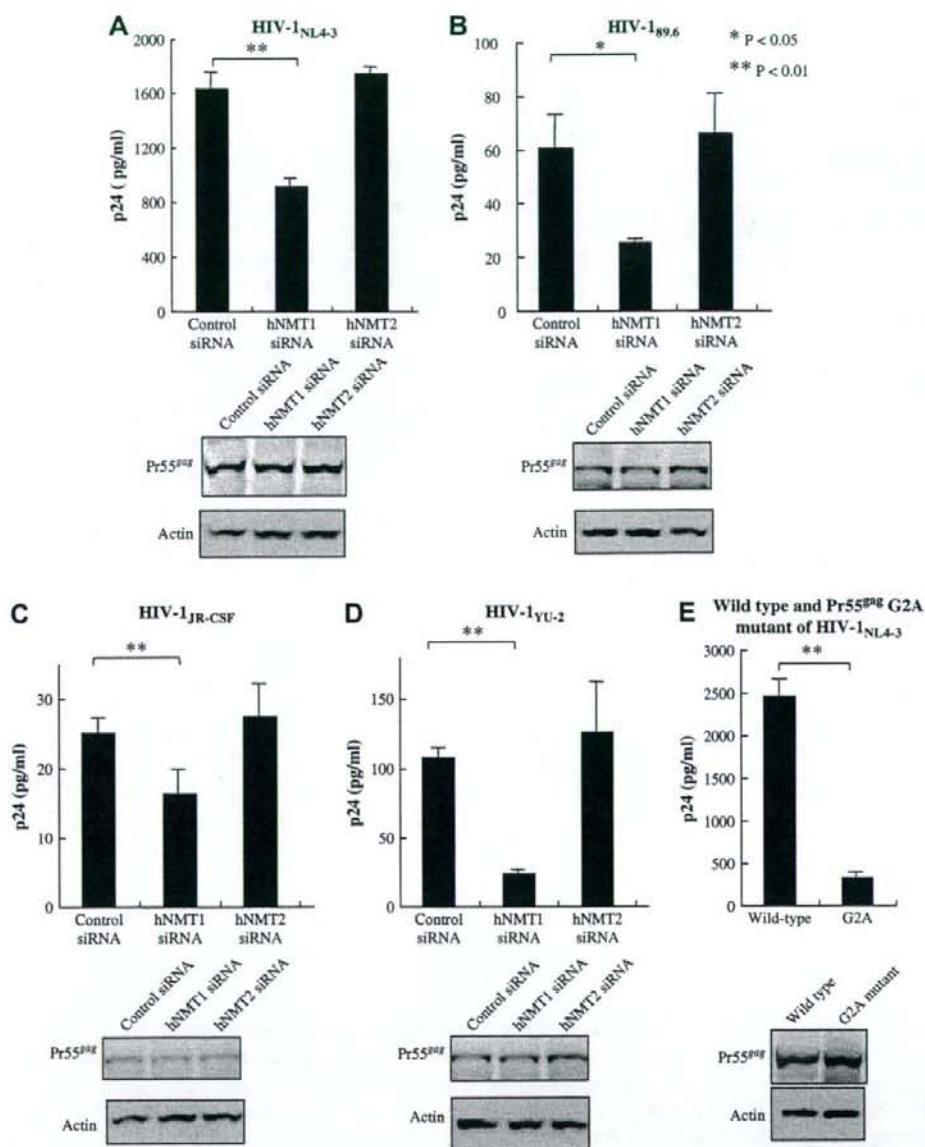 A
HIV-1NL4-3
p24 ( pg/ml)
2000
1600
1200
800
400
0
**
Control siRNA
hNMT1 siRNA
hNMT2 siRNA
Control siRNA
hNMT1 siRNA
hNMT2 siRNA
Pr55gag
Actin
B
HIV-189.6
* P < 0.05
** P < 0.01
p24 (pg/ml)
100
80
60
40
20
0
*
Control siRNA
hNMT1 siRNA
hNMT2 siRNA
Control siRNA
hNMT1 siRNA
hNMT2 siRNA
Pr55gag
Actin
C
HIV-1JR-CSF
p24 (pg/ml)
30
20
10
0
**
Control siRNA
hNMT1 siRNA
hNMT2 siRNA
Control siRNA
hNMT1 siRNA
hNMT2 siRNA
Pr55gag
Actin
D
HIV-1YU-2
p24 (pg/ml)
150
100
50
0
**
Control siRNA
hNMT1 siRNA
hNMT2 siRNA
Control siRNA
hNMT1 siRNA
hNMT2 siRNA
Pr55gag
Actin
E
Wild type and Pr55gag G2A
mutant of HIV-1NL4-3
p24 (pg/ml)
3000
2500
2000
1500
1000
500
0
**
Wild-type
G2A
Wild type
G2A mutant
Pr55gag
Actin